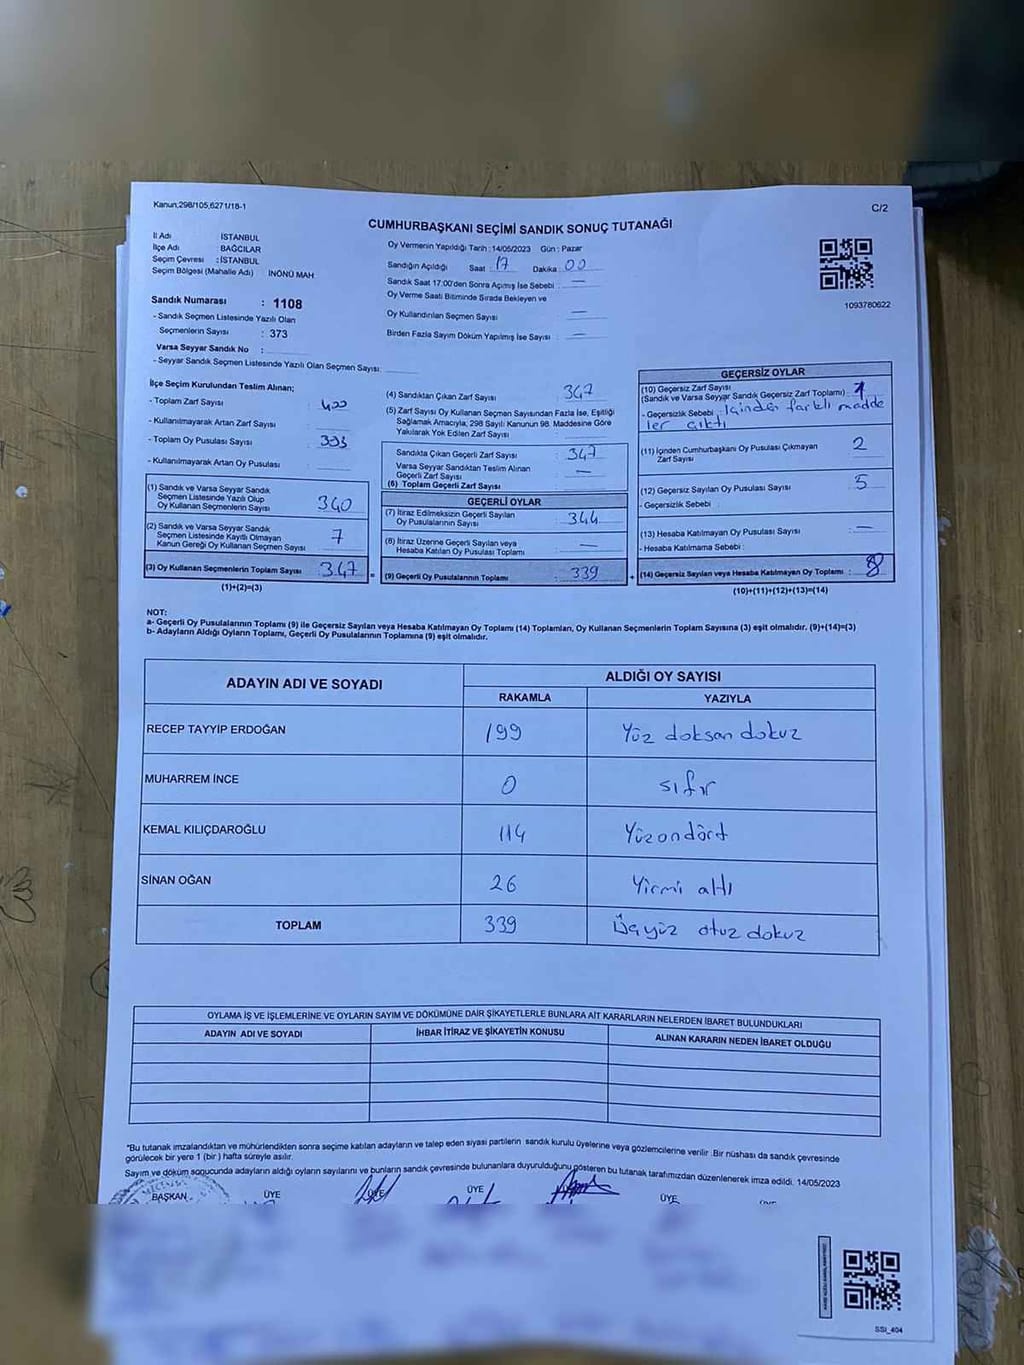 Kanun,298/105,6271/18-1
C/2
CUMHURBAŞKANI SEÇİMİ SANDIK SONUÇ TUTANAĞI
İl Adı İSTANBUL
İlçe Adı BAĞCILAR
Seçim Çevresi : İSTANBUL
Seçim Bölgesi (Mahalle Adı) İNÖNÜ MAH.
Sandık Numarası : 1108
- Sandık Seçmen Listesinde Yazılı Olan
Seçmenlerin Sayısı : 373
Varsa Seyyar Sandık No :
- Seyyar Sandık Seçmen Listesinde Yazılı Olan Seçmen Sayısı:
Oy Vermenin Yapıldığı Tarih : 14/05/2023 Gün : Pazar
Sandığın Açıldığı Saat : 17 Dakika : 00
Sandık Saat 17:00'den Sonra Açımış İse Sebebi : —
Oy Verme Saati Bitiminde Sırada Bekleyen ve
Oy Kullandırılan Seçmen Sayısı : —
Birden Fazla Sayım Döküm Yapılmış İse Sayısı : —
1093780622
İlçe Seçim Kurulundan Teslim Alınan;
- Toplam Zarf Sayısı : 400
- Kullanılmayarak Artan Zarf Sayısı :
- Toplam Oy Pusulası Sayısı :
- Kullanılmayarak Artan Oy Pusulası :
(1) Sandık ve Varsa Seyyar Sandık
Seçmen Listesinde Yazılı Olup
Oy Kullanan Seçmenlerin Sayısı : 340
(2) Sandık ve Varsa Seyyar Sandık
Seçmen Listesinde Kayıtlı Olmayan
Kanun Gereği Oy Kullanan Seçmen Sayısı : 7
(3) Oy Kullanan Seçmenlerin Toplam Sayısı : 347 =
(1)+(2)=(3)
(4) Sandıktan Çıkan Zarf Sayısı : 347
(5) Zarf Sayısı Oy Kullanan Seçmen Sayısından Fazla İse, Eşitliği
Sağlamak Amacıyla, 298 Sayılı Kanunun 98. Maddesine Göre
Yakılarak Yok Edilen Zarf Sayısı :
Sandıkta Çıkan Geçerli Zarf Sayısı : 347
Varsa Seyyar Sandıktan Teslim Alınan
Geçerli Zarf Sayısı : —
(6) Toplam Geçerli Zarf Sayısı
GEÇERLİ OYLAR
(7) İtiraz Edilmeksizin Geçerli Sayılan
Oy Pusulalarının Sayısı : 344
(8) İtiraz Üzerine Geçerli Sayılan veya
Hesaba Katılan Oy Pusulası Toplamı : —
(9) Geçerli Oy Pusulalarının Toplamı : 339 +
GEÇERSİZ OYLAR
(10) Geçersiz Zarf Sayısı
(Sandık ve Varsa Seyyar Sandık Geçersiz Zarf Toplamı) : 1
- Geçersizlik Sebebi : İçinden farklı madde
ler çıktı
(11) İçinden Cumhurbaşkanı Oy Pusulası Çıkmayan
Zarf Sayısı : 2
(12) Geçersiz Sayılan Oy Pusulası Sayısı : 5
- Geçersizlik Sebebi :
(13) Hesaba Katılmayan Oy Pusulası Sayısı : —
- Hesaba Katılmama Sebebi :
(14) Geçersiz Sayılan veya Hesaba Katılmayan Oy Toplamı : 8
(10)+(11)+(12)+(13)=(14)
NOT:
a- Geçerli Oy Pusulalarının Toplamı (9) ile Geçersiz Sayılan veya Hesaba Katılmayan Oy Toplamı (14) Toplamları, Oy Kullanan Seçmenlerin Toplam Sayısına (3) eşit olmalıdır. (9)+(14)=(3)
b- Adayların Aldığı Oyların Toplamı, Geçerli Oy Pusulalarının Toplamına (9) eşit olmalıdır.
ADAYIN ADI VE SOYADI ALDIĞI OY SAYISI
RAKAMLA YAZIYLA
RECEP TAYYİP ERDOĞAN 199 Yüz doksan dokuz
MUHARREM İNCE 0 sıfır
KEMAL KILIÇDAROĞLU 114 Yüzondört
SİNAN OĞAN 26 Yirmi altı
TOPLAM 339 Üçyüz otuz dokuz
OYLAMA İŞ VE İŞLEMLERİNE VE OYLARIN SAYIM VE DÖKÜMÜNE DAİR ŞİKAYETLERLE BUNLARA AİT KARARLARIN NELERDEN İBARET BULUNDUKLARI
ADAYIN ADI VE SOYADI İHBAR İTİRAZ VE ŞİKAYETİN KONUSU ALINAN KARARIN NEDEN İBARET OLDUĞU
*Bu tutanak imzalandıktan ve mühürlendikten sonra seçime katılan adayların ve talep eden siyasi partilerin sandık kurulu üyelerine veya gözlemcilerine verilir .Bir nüshası da sandık çevresinde
görülecek bir yere 1 (bir ) hafta süreyle asılır.
Sayım ve döküm sonucunda adayların aldığı oyların sayılarını ve bunların sandık çevresinde bulunanlara duyurulduğunu gösteren bu tutanak tarafımızdan düzenlenerek imza edildi. 14/05/2023
BAŞKAN ÜYE ÜYE ÜYE ÜYE
SSI_404